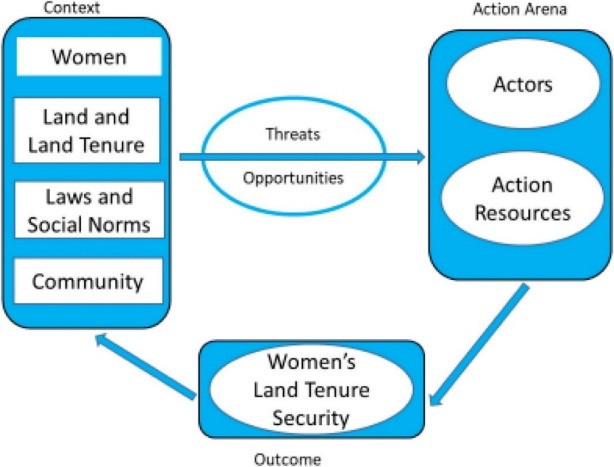 Context
Women
Land and
Land Tenure
Laws and
Social Norms
Community
Threats
Opportunities
Action Arena
Actors
Action
Resources
Women's
Land Tenure
Security
Outcome